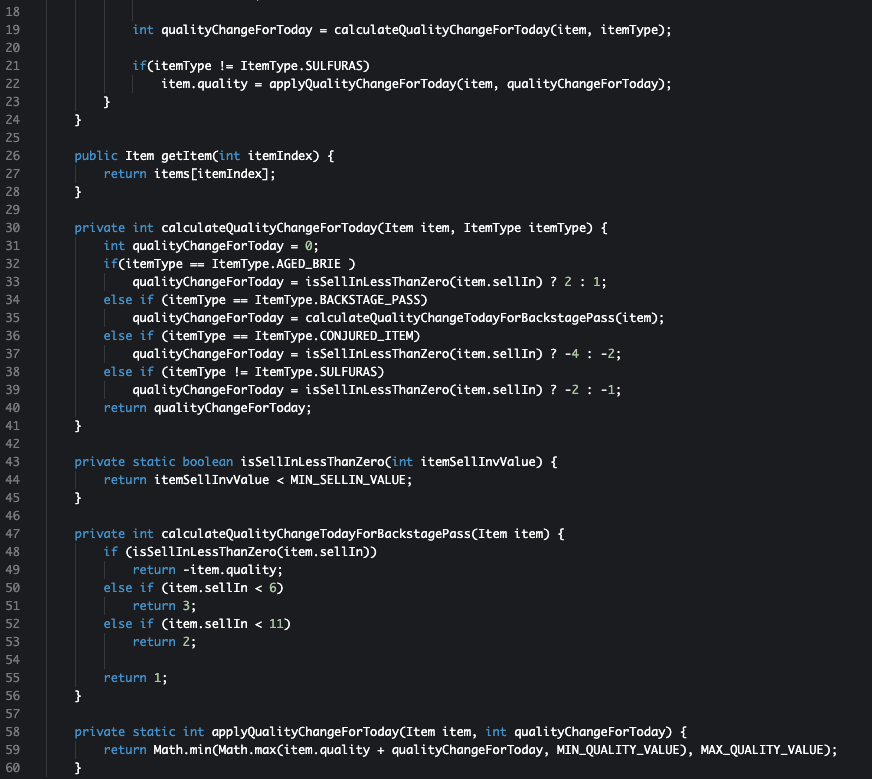 18
19 int qualityChangeForToday = calculateQualityChangeForToday(item, itemType);
20
21 if(itemType != ItemType.SULFURAS)
22 item.quality = applyQualityChangeForToday(item, qualityChangeForToday);
23 }
24 }
25
26 public Item getItem(int itemIndex) {
27 return items[itemIndex];
28 }
29
30 private int calculateQualityChangeForToday(Item item, ItemType itemType) {
31 int qualityChangeForToday = 0;
32 if(itemType == ItemType.AGED_BRIE )
33 qualityChangeForToday = isSellInLessThanZero(item.sellIn) ? 2 : 1;
34 else if (itemType == ItemType.BACKSTAGE_PASS)
35 qualityChangeForToday = calculateQualityChangeTodayForBackstagePass(item);
36 else if (itemType == ItemType.CONJURED_ITEM)
37 qualityChangeForToday = isSellInLessThanZero(item.sellIn) ? -4 : -2;
38 else if (itemType != ItemType.SULFURAS)
39 qualityChangeForToday = isSellInLessThanZero(item.sellIn) ? -2 : -1;
40 return qualityChangeForToday;
41 }
42
43 private static boolean isSellInLessThanZero(int itemSellInvValue) {
44 return itemSellInvValue < MIN_SELLIN_VALUE;
45 }
46
47 private int calculateQualityChangeTodayForBackstagePass(Item item) {
48 if (isSellInLessThanZero(item.sellIn))
49 return -item.quality;
50 else if (item.sellIn < 6)
51 return 3;
52 else if (item.sellIn < 11)
53 return 2;
54
55 return 1;
56 }
57
58 private static int applyQualityChangeForToday(Item item, int qualityChangeForToday) {
59 return Math.min(Math.max(item.quality + qualityChangeForToday, MIN_QUALITY_VALUE), MAX_QUALITY_VALUE);
60 }